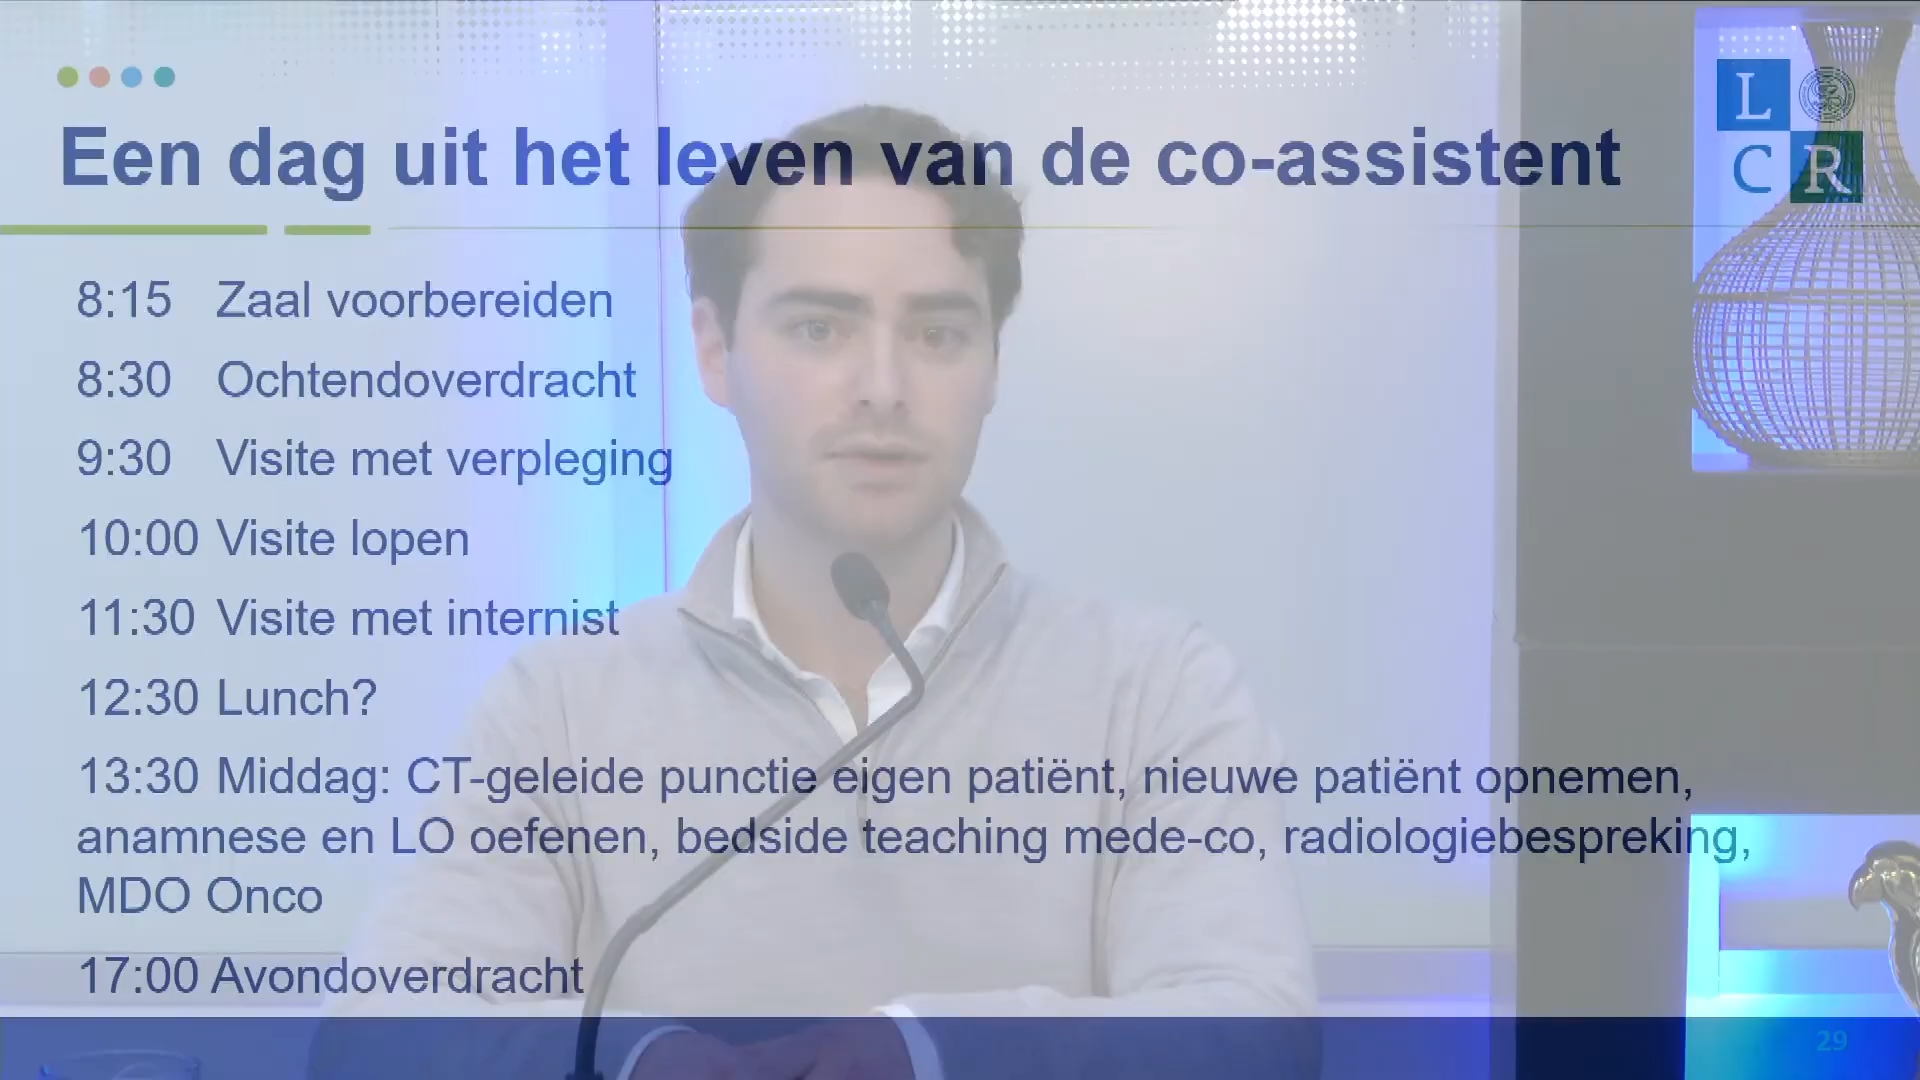 Een dag uit het leven van de co-assistent
L
C R
8:15 Zaal voorbereiden
8:30 Ochtendoverdracht
9:30 Visite met verpleging
10:00 Visite lopen
11:30 Visite met internist
12:30 Lunch?
13:30 Middag: CT-geleide punctie eigen patiënt, nieuwe patiënt opnemen,
anamnese en LO oefenen, bedside teaching mede-co, radiologiebespreking,
MDO Onco
17:00 Avondoverdracht
29